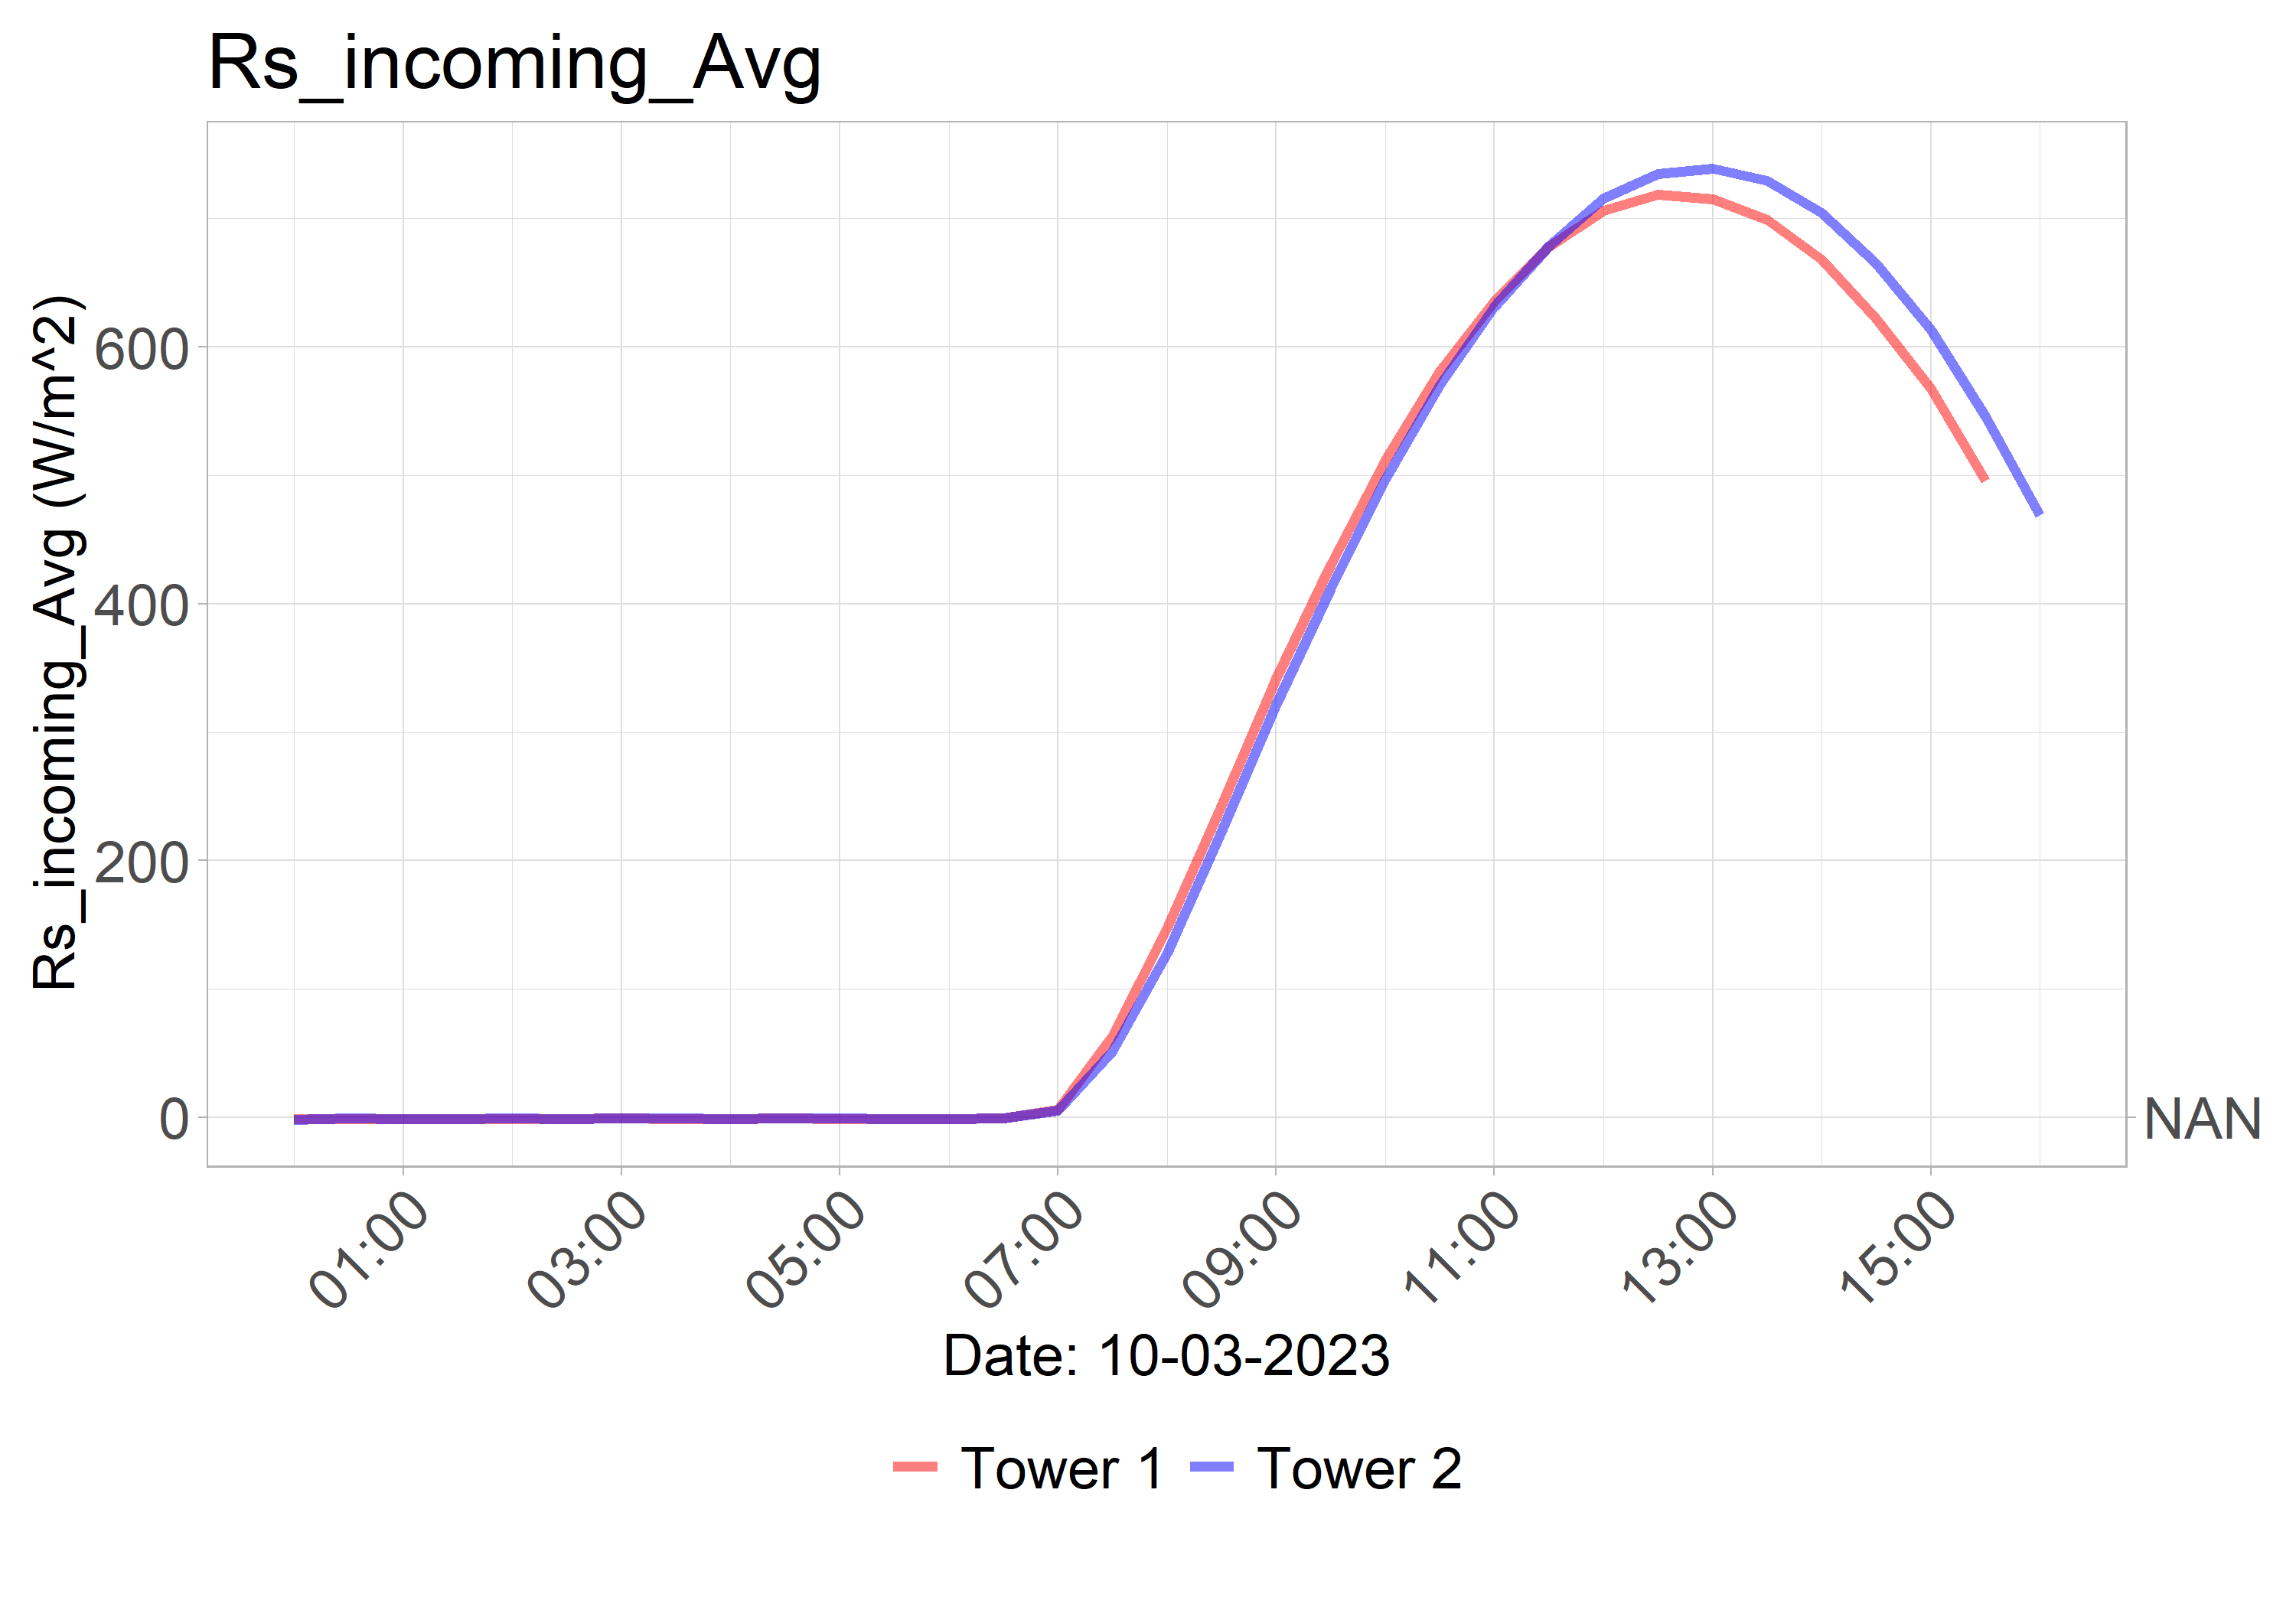 Rs_incoming_Avg
Rs_incoming_Avg (W/m^2)
600
400
200
0
NAN
01:00
03:00
05:00
07:00
09:00
11:00
13:00
15:00
Date: 10-03-2023
Tower 1
Tower 2